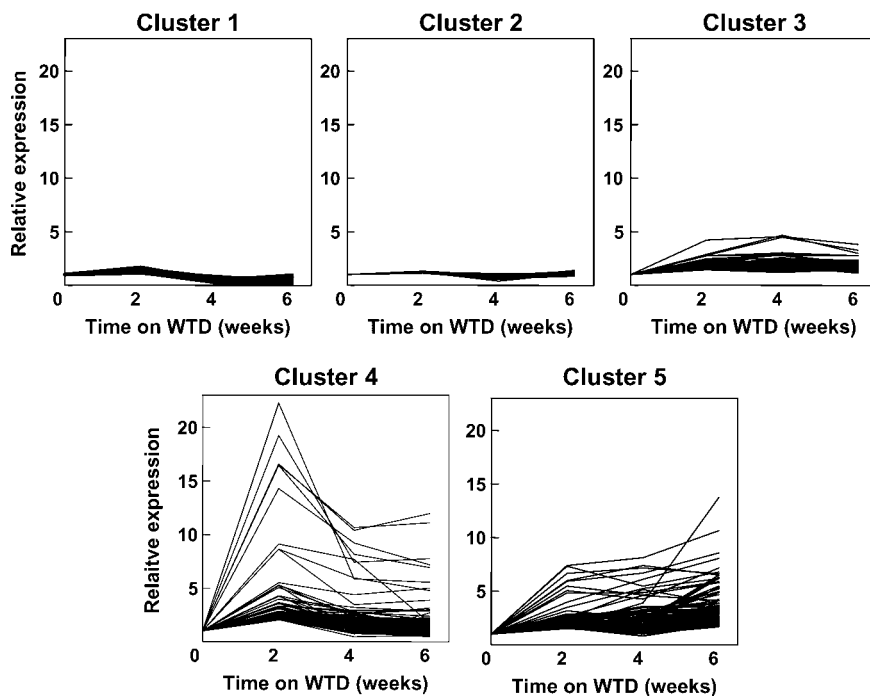 Cluster 1
Cluster 2
Cluster 3
Relative expression
20
15
10
5
20
15
10
5
20
15
10
5
0 2 4 6
0 2 4 6
0 2 4 6
Time on WTD (weeks)
Time on WTD (weeks)
Time on WTD (weeks)
Cluster 4
Cluster 5
Relaitve expression
20
15
10
5
20
15
10
5
0 2 4 6
0 2 4 6
Time on WTD (weeks)
Time on WTD (weeks)